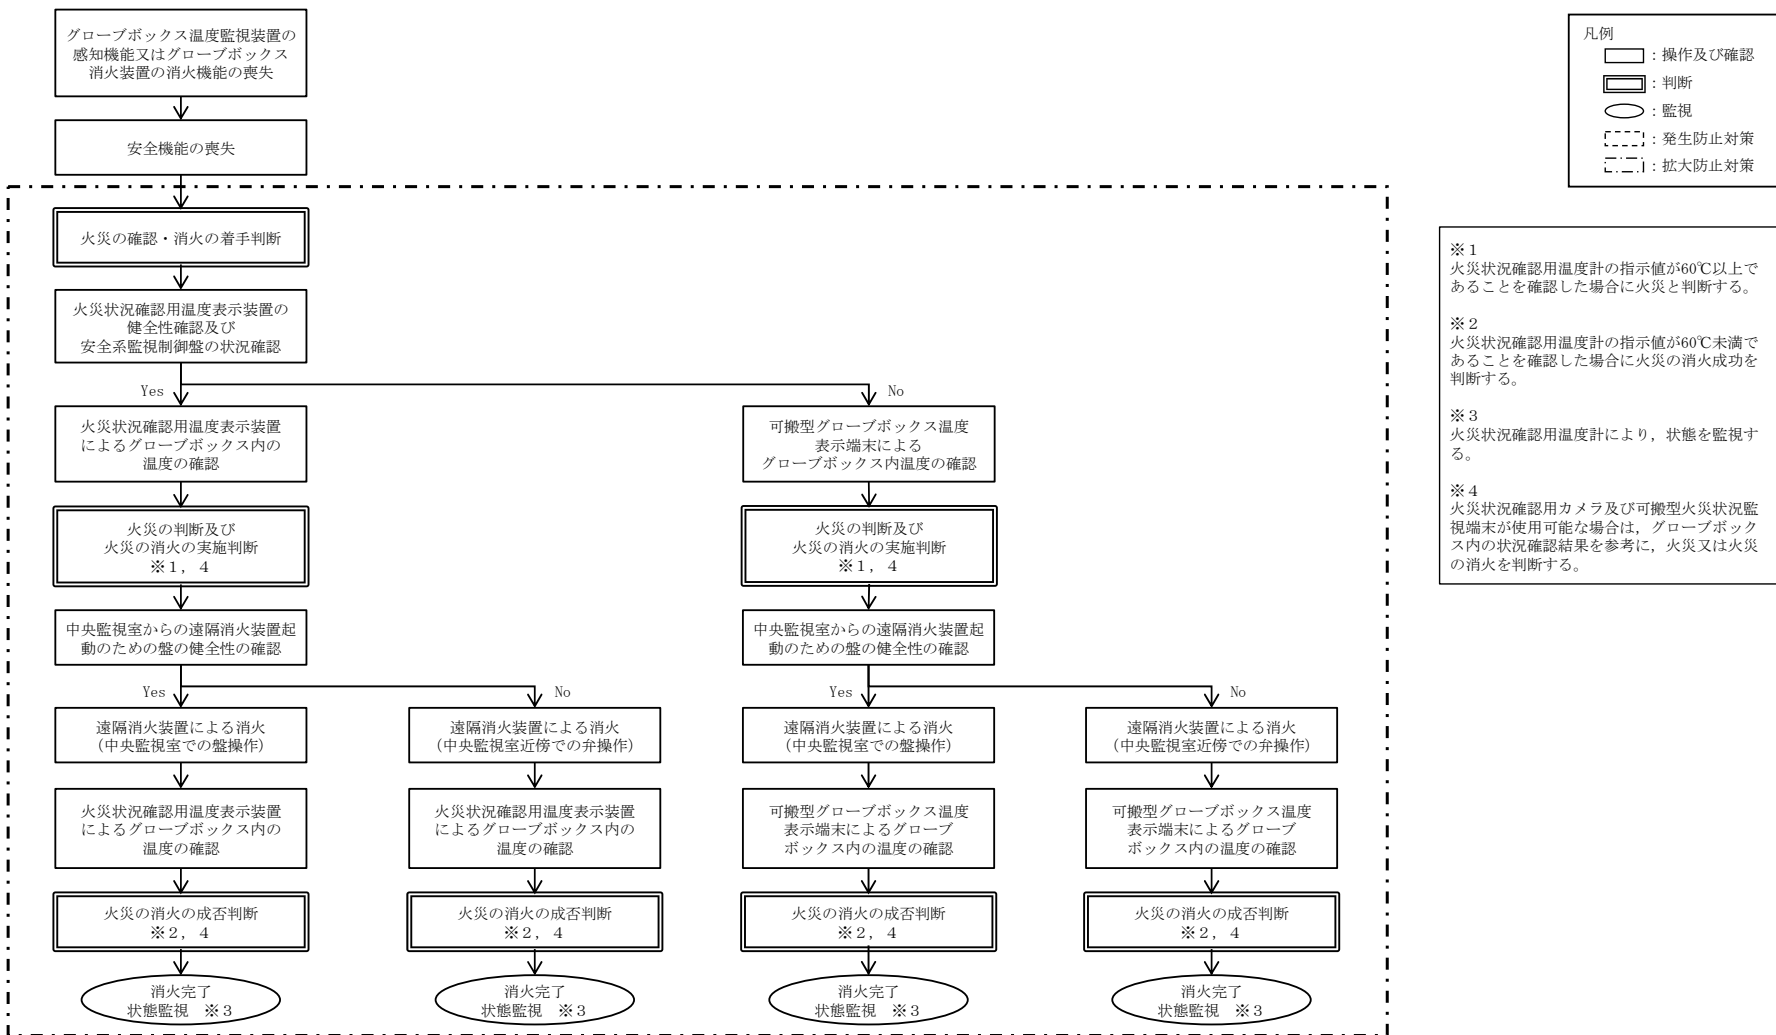 グローブボックス温度監視装置の
感知機能又はグローブボックス
消火装置の消火機能の喪失
安全機能の喪失
火災の確認・消火の着手判断
火災状況確認用温度表示装置の
健全性確認及び
安全系監視制御盤の状況確認
Yes
No
火災状況確認用温度表示装置
によるグローブボックス内の
温度の確認
可搬型グローブボックス温度
表示端末による
グローブボックス内温度の確認
火災の判断及び
火災の消火の実施判断
※1, 4
火災の判断及び
火災の消火の実施判断
※1, 4
中央監視室からの遠隔消火装置起
動のための盤の健全性の確認
中央監視室からの遠隔消火装置起
動のための盤の健全性の確認
Yes
No
Yes
No
遠隔消火装置による消火
(中央監視室での盤操作)
遠隔消火装置による消火
(中央監視室近傍での弁操作)
遠隔消火装置による消火
(中央監視室での盤操作)
遠隔消火装置による消火
(中央監視室近傍での弁操作)
火災状況確認用温度表示装置
によるグローブボックス内の
温度の確認
火災状況確認用温度表示装置
によるグローブボックス内の
温度の確認
可搬型グローブボックス温度
表示端末によるグローブ
ボックス内の温度の確認
可搬型グローブボックス温度
表示端末によるグローブ
ボックス内の温度の確認
火災の消火の成否判断
※2, 4
火災の消火の成否判断
※2, 4
火災の消火の成否判断
※2, 4
火災の消火の成否判断
※2, 4
消火完了
状態監視 ※3
消火完了
状態監視 ※3
消火完了
状態監視 ※3
消火完了
状態監視 ※3
凡例
:操作及び確認
:判断
:監視
:発生防止対策
:拡大防止対策
※1
火災状況確認用温度計の指示値が60℃以上で
あることを確認した場合に火災と判断する。
※2
火災状況確認用温度計の指示値が60℃未満で
あることを確認した場合に火災の消火成功を
判断する。
※3
火災状況確認用温度計により,状態を監視す
る。
※4
火災状況確認用カメラ及び可搬型火災状況監
視端末が使用可能な場合は,グローブボック
ス内の状況確認結果を参考に,火災又は火災
の消火を判断する。